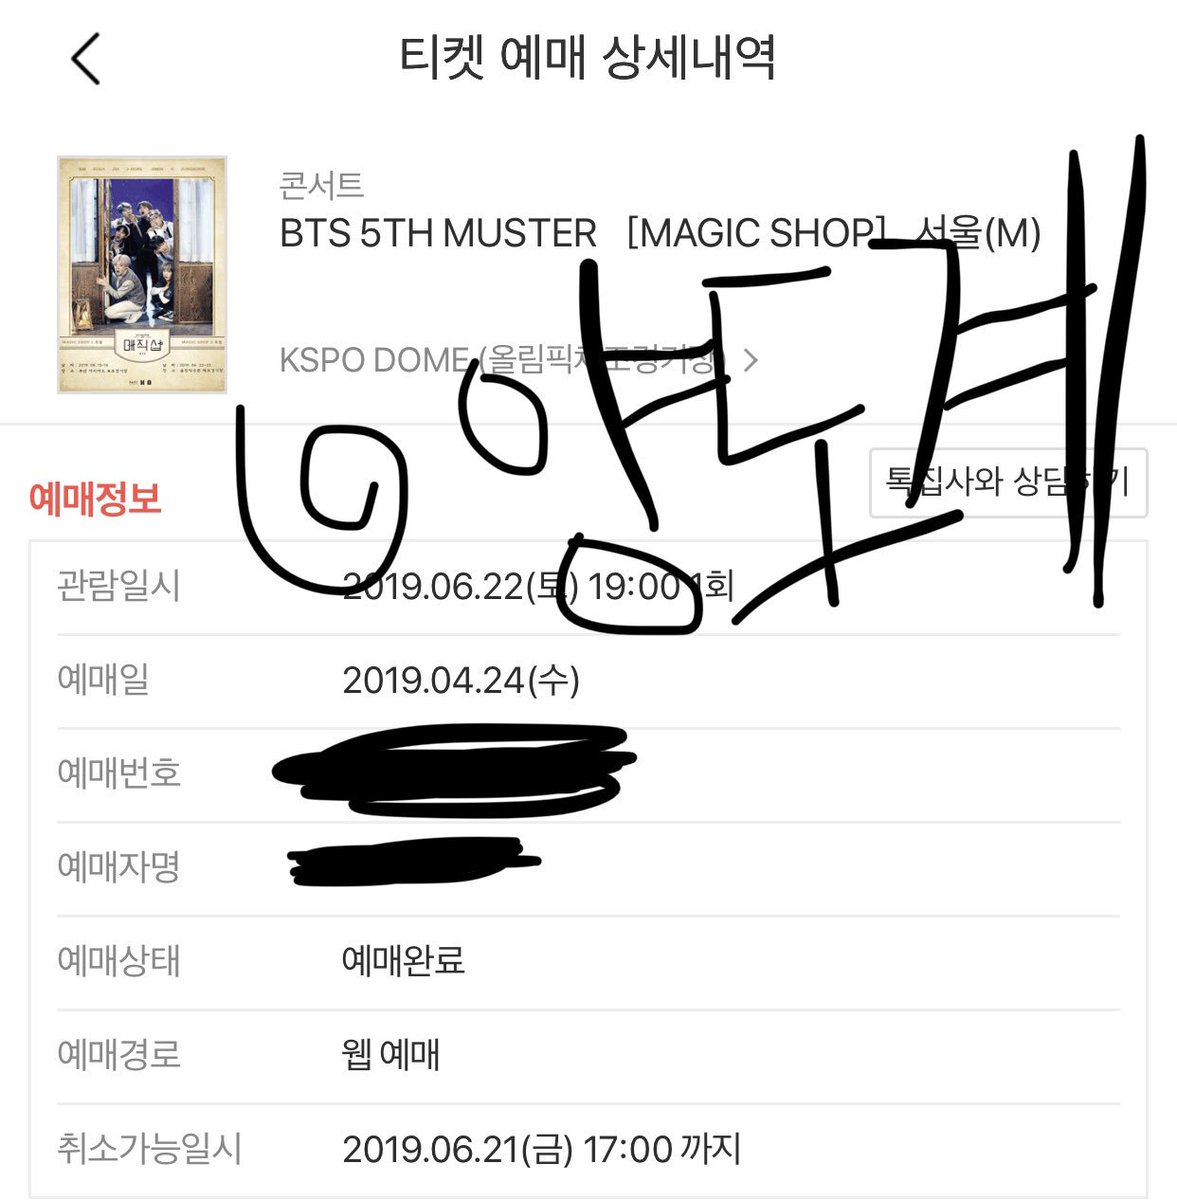 티켓 예매 상세내역
콘서트
BTS 5TH MUSTER [MAGIC SHOP] 서울(M)
매직샵
KSPO DOME (올림픽체조경기장)
@양도계
예매정보
톡집사와 상담하기
관람일시 2019.06.22(토) 19:00 1회
예매일 2019.04.24(수)
예매번호
예매자명
예매상태 예매완료
예매경로 웹 예매
취소가능일시 2019.06.21(금) 17:00 까지